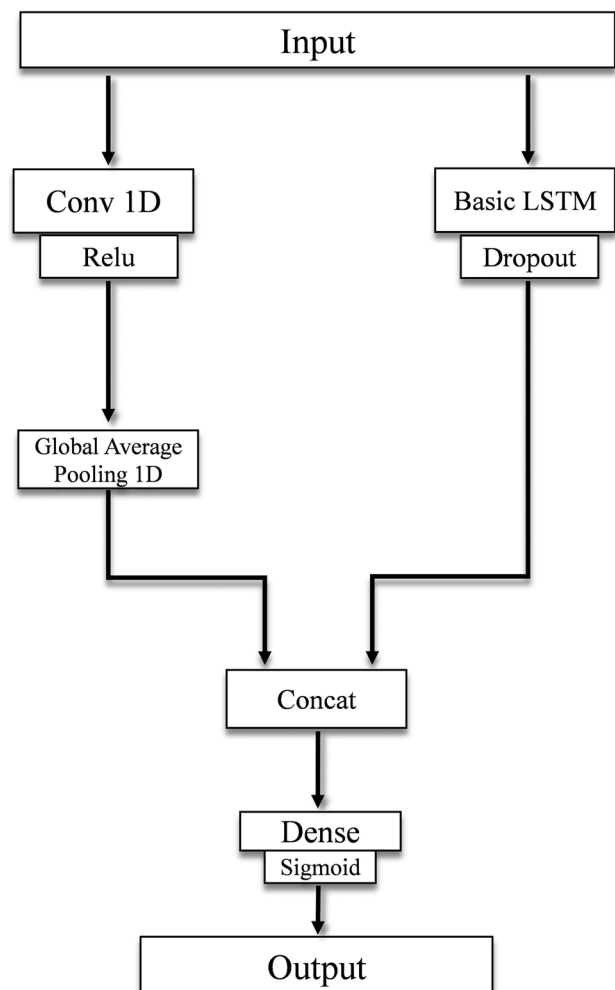 Input
Conv 1D
Relu
Basic LSTM
Dropout
Global Average
Pooling 1D
Concat
Dense
Sigmoid
Output